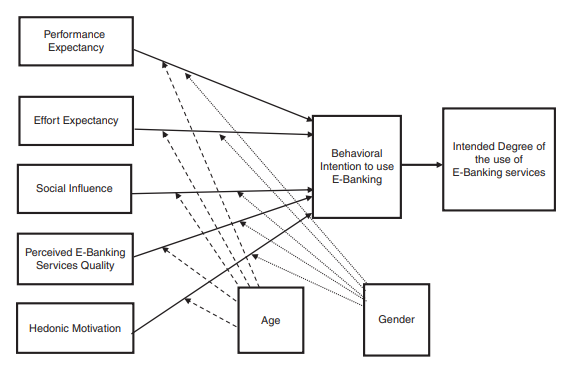 Performance
Expectancy
Effort Expectancy
Social Influence
Perceived E-Banking
Services Quality
Hedonic Motivation
Behavioral
Intention to use
E-Banking
Intended Degree of
the use of
E-Banking services
Age
Gender